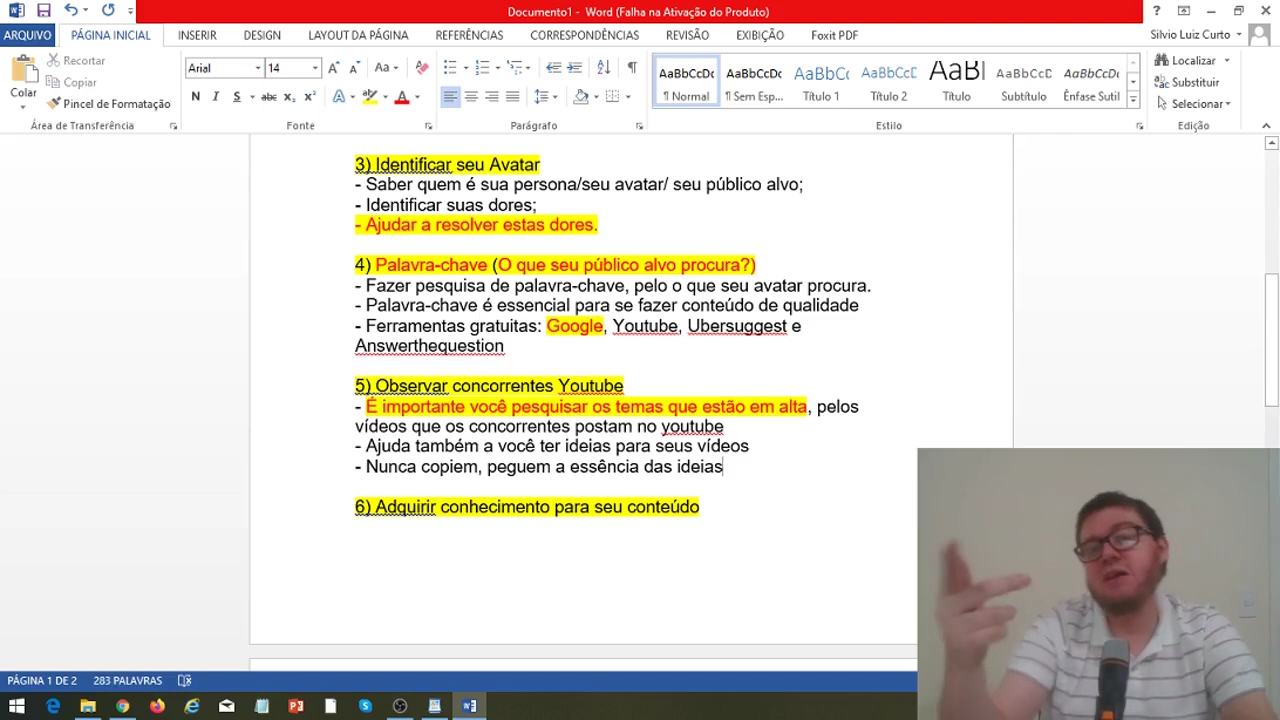 Documento1 - Word (Falha na Ativação do Produto)
ARQUIVO PÁGINA INICIAL INSERIR DESIGN LAYOUT DA PÁGINA REFERÊNCIAS CORRESPONDÊNCIAS REVISÃO EXIBIÇÃO Foxit PDF Silvio Luiz Curto
Colar
Recortar
Copiar
Pincel de Formatação
Área de Transferência
Arial 14
N I S abc x₂ x²
Fonte
Parágrafo
AaBbCcDc AaBbCcDc AaBbCc AaBbCcC AaBl AaBbCcC AaBbCcDc
¶ Normal ¶ Sem Esp... Título 1 Título 2 Título Subtítulo Ênfase Sutil
Estilo
Localizar
Substituir
Selecionar
Edição
3) Identificar seu Avatar
- Saber quem é sua persona/seu avatar/ seu público alvo;
- Identificar suas dores;
- Ajudar a resolver estas dores.
4) Palavra-chave (O que seu público alvo procura?)
- Fazer pesquisa de palavra-chave, pelo o que seu avatar procura.
- Palavra-chave é essencial para se fazer conteúdo de qualidade
- Ferramentas gratuitas: Google, Youtube, Ubersuggest e
Answerthequestion
5) Observar concorrentes Youtube
- É importante você pesquisar os temas que estão em alta, pelos
vídeos que os concorrentes postam no youtube
- Ajuda também a você ter ideias para seus vídeos
- Nunca copiem, peguem a essência das ideias
6) Adquirir conhecimento para seu conteúdo
PÁGINA 1 DE 2 283 PALAVRAS